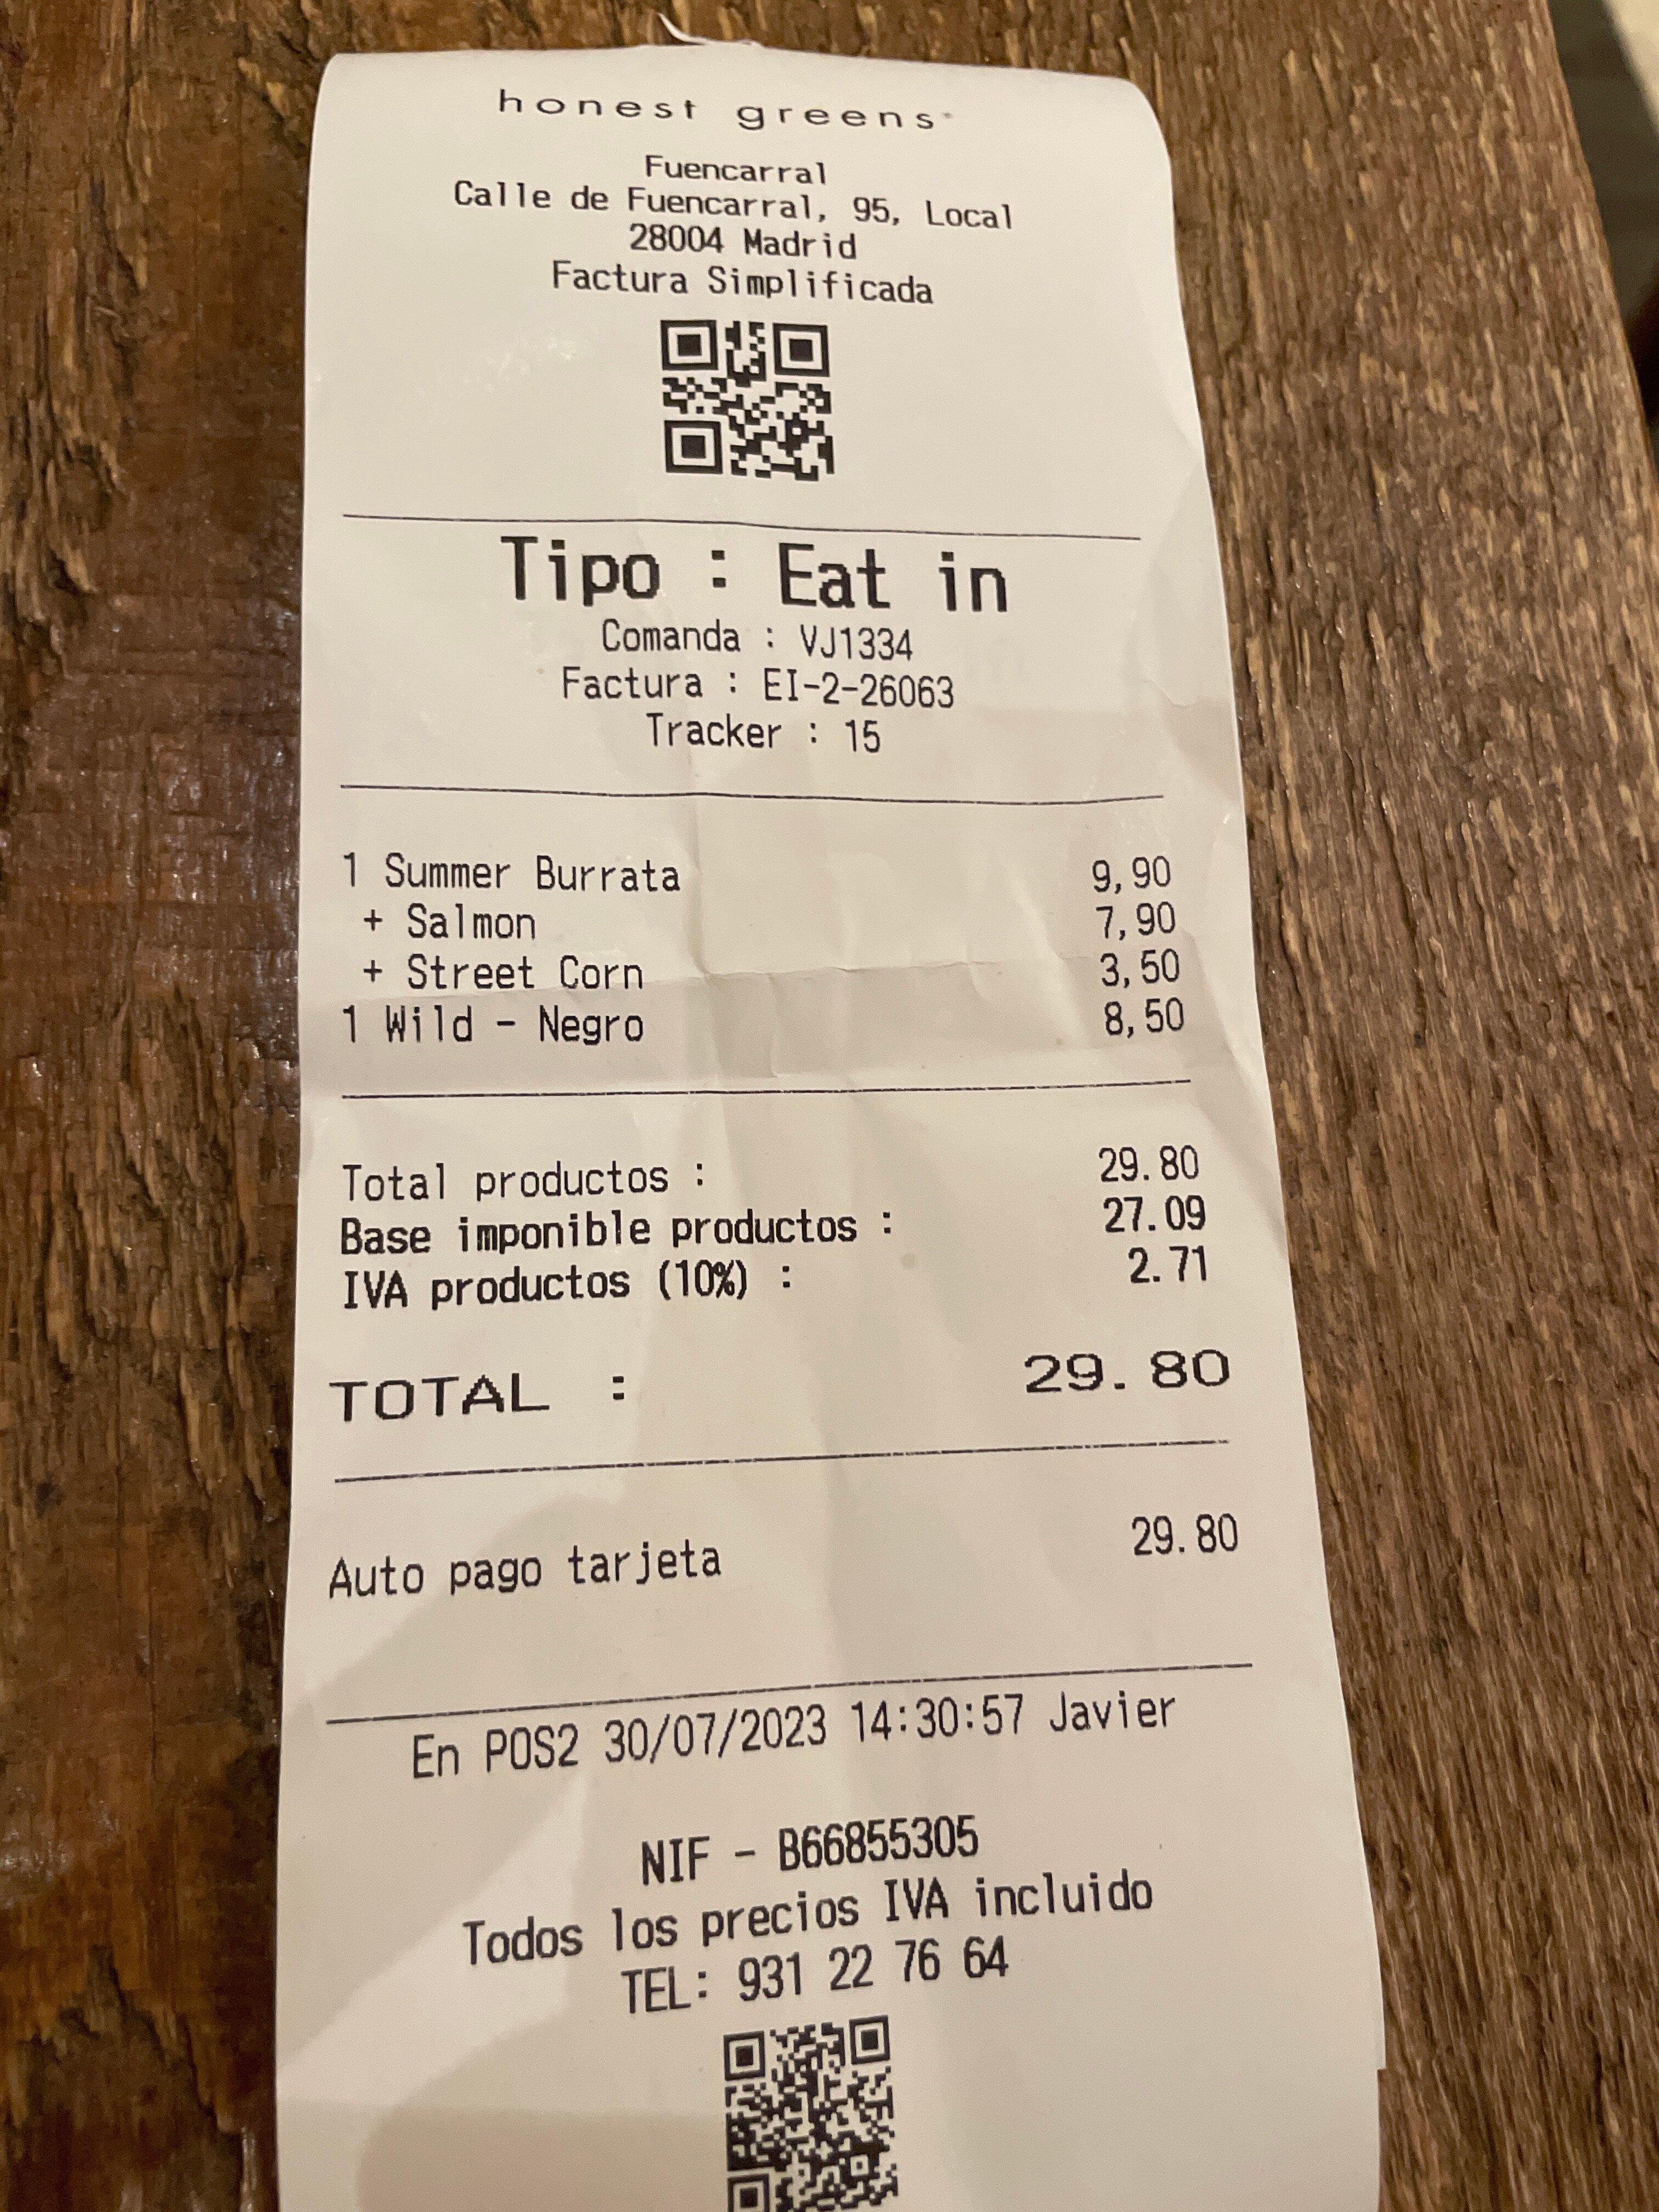 honest greens
Fuencarral
Calle de Fuencarral, 95, Local
28004 Madrid
Factura Simplificada
Tipo : Eat in
Comanda : VJ1334
Factura : EI-2-26063
Tracker : 15
1 Summer Burrata 9,90
+ Salmon 7,90
+ Street Corn 3,50
1 Wild - Negro 8,50
Total productos : 29.80
Base imponible productos : 27.09
IVA productos (10%) : 2.71
TOTAL : 29.80
Auto pago tarjeta 29.80
En POS2 30/07/2023 14:30:57 Javier
NIF - B66855305
Todos los precios IVA incluido
TEL: 931 22 76 64